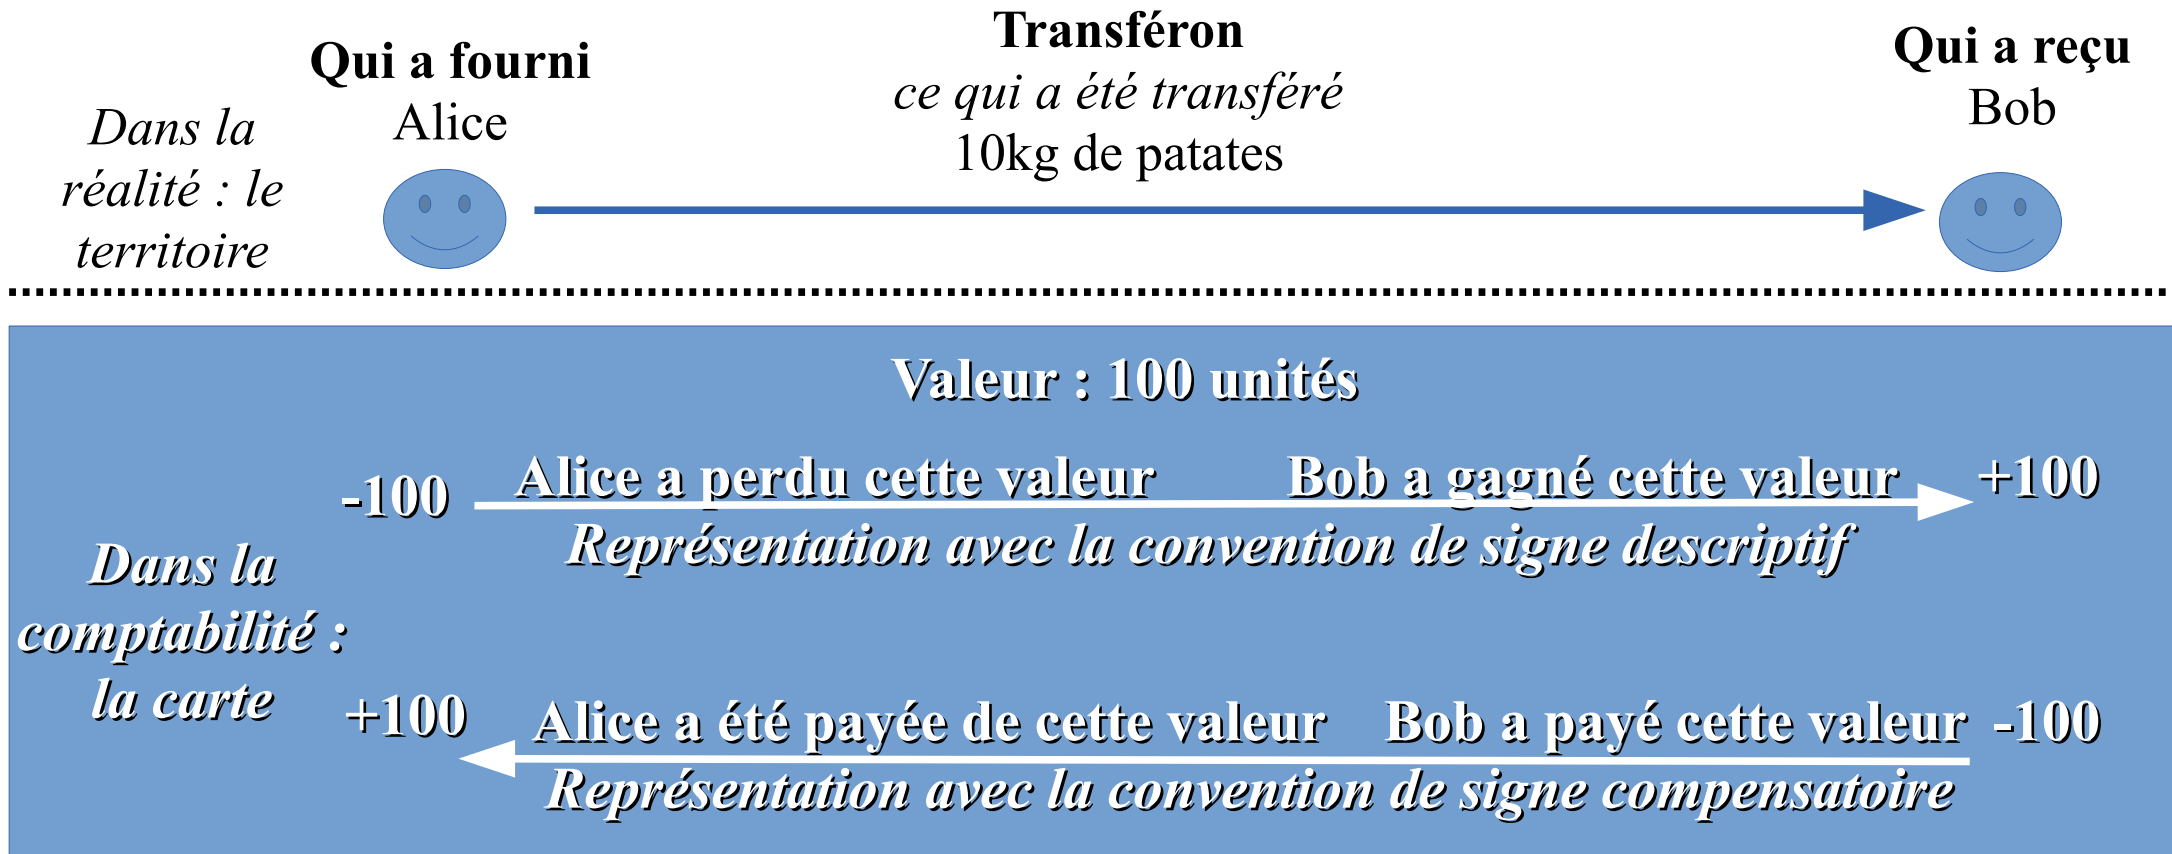 Qui a fourni
Alice
Transféron
ce qui a été transféré
10kg de patates
Qui a reçu
Bob
Dans la
réalité : le
territoire
Valeur : 100 unités
-100
Alice a perdu cette valeur
Bob a gagné cette valeur
+100
Représentation avec la convention de signe descriptif
Dans la
comptabilité :
la carte
+100
Alice a été payée de cette valeur
Bob a payé cette valeur
-100
Représentation avec la convention de signe compensatoire